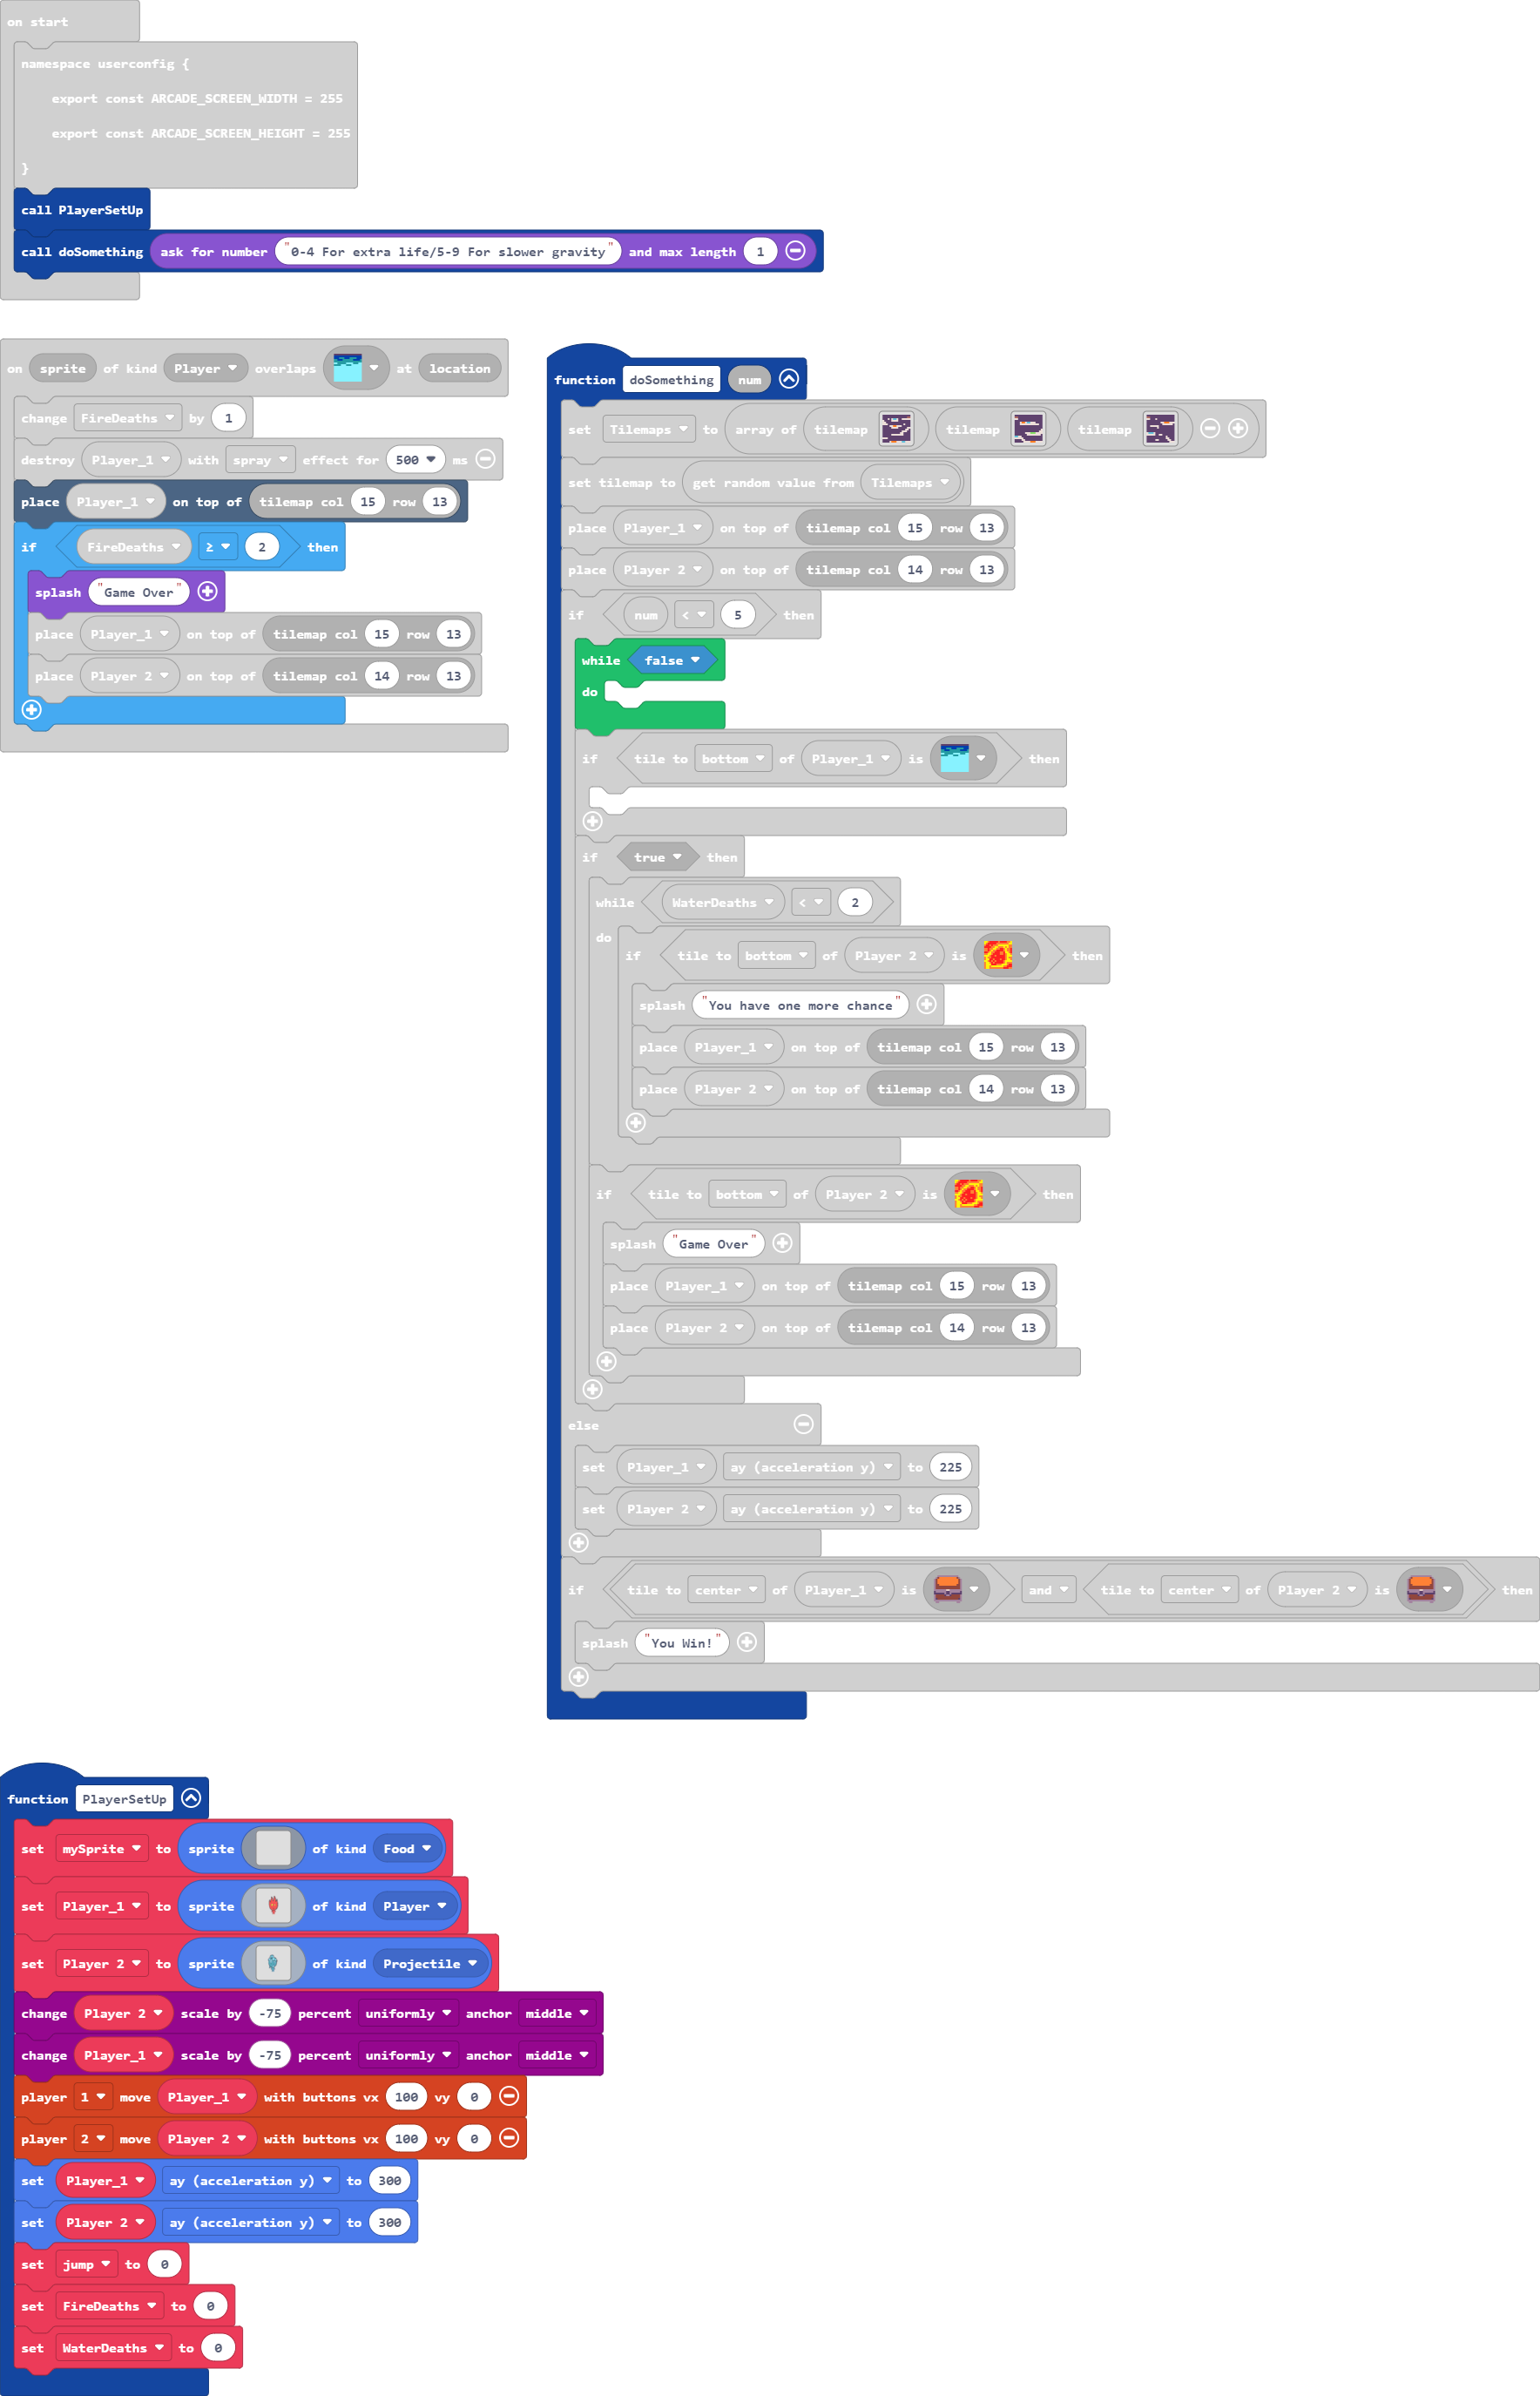 on start
namespace userconfig {
export const ARCADE_SCREEN_WIDTH = 255
export const ARCADE_SCREEN_HEIGHT = 255
}
call PlayerSetUp
call doSomething ask for number "0-4 For extra life/5-9 For slower gravity" and max length 1
on sprite of kind Player overlaps at location
change FireDeaths by 1
destroy Player_1 with spray effect for 500 ms
place Player_1 on top of tilemap col 15 row 13
if FireDeaths ≥ 2 then
splash "Game Over"
place Player_1 on top of tilemap col 15 row 13
place Player 2 on top of tilemap col 14 row 13
function doSomething num
set Tilemaps to array of tilemap tilemap tilemap
set tilemap to get random value from Tilemaps
place Player_1 on top of tilemap col 15 row 13
place Player 2 on top of tilemap col 14 row 13
if num < 5 then
while false
do
if tile to bottom of Player_1 is then
if true then
while WaterDeaths < 2
do
if tile to bottom of Player 2 is then
splash "You have one more chance"
place Player_1 on top of tilemap col 15 row 13
place Player 2 on top of tilemap col 14 row 13
if tile to bottom of Player 2 is then
splash "Game Over"
place Player_1 on top of tilemap col 15 row 13
place Player 2 on top of tilemap col 14 row 13
else
set Player_1 ay (acceleration y) to 225
set Player 2 ay (acceleration y) to 225
if tile to center of Player_1 is and tile to center of Player 2 is then
splash "You Win!"
function PlayerSetUp
set mySprite to sprite of kind Food
set Player_1 to sprite of kind Player
set Player 2 to sprite of kind Projectile
change Player 2 scale by -75 percent uniformly anchor middle
change Player_1 scale by -75 percent uniformly anchor middle
player 1 move Player_1 with buttons vx 100 vy 0
player 2 move Player 2 with buttons vx 100 vy 0
set Player_1 ay (acceleration y) to 300
set Player 2 ay (acceleration y) to 300
set jump to 0
set FireDeaths to 0
set WaterDeaths to 0